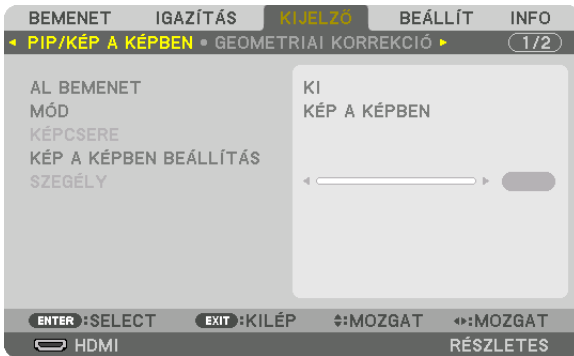 BEMENET IGAZÍTÁS KIJELZŐ BEÁLLÍT INFO
PIP/KÉP A KÉPBEN • GEOMETRIAI KORREKCIÓ 1/2
AL BEMENET KI
MÓD KÉP A KÉPBEN
KÉPCSERE
KÉP A KÉPBEN BEÁLLÍTÁS
SZEGÉLY
ENTER :SELECT EXIT :KILÉP :MOZGAT :MOZGAT
HDMI RÉSZLETES